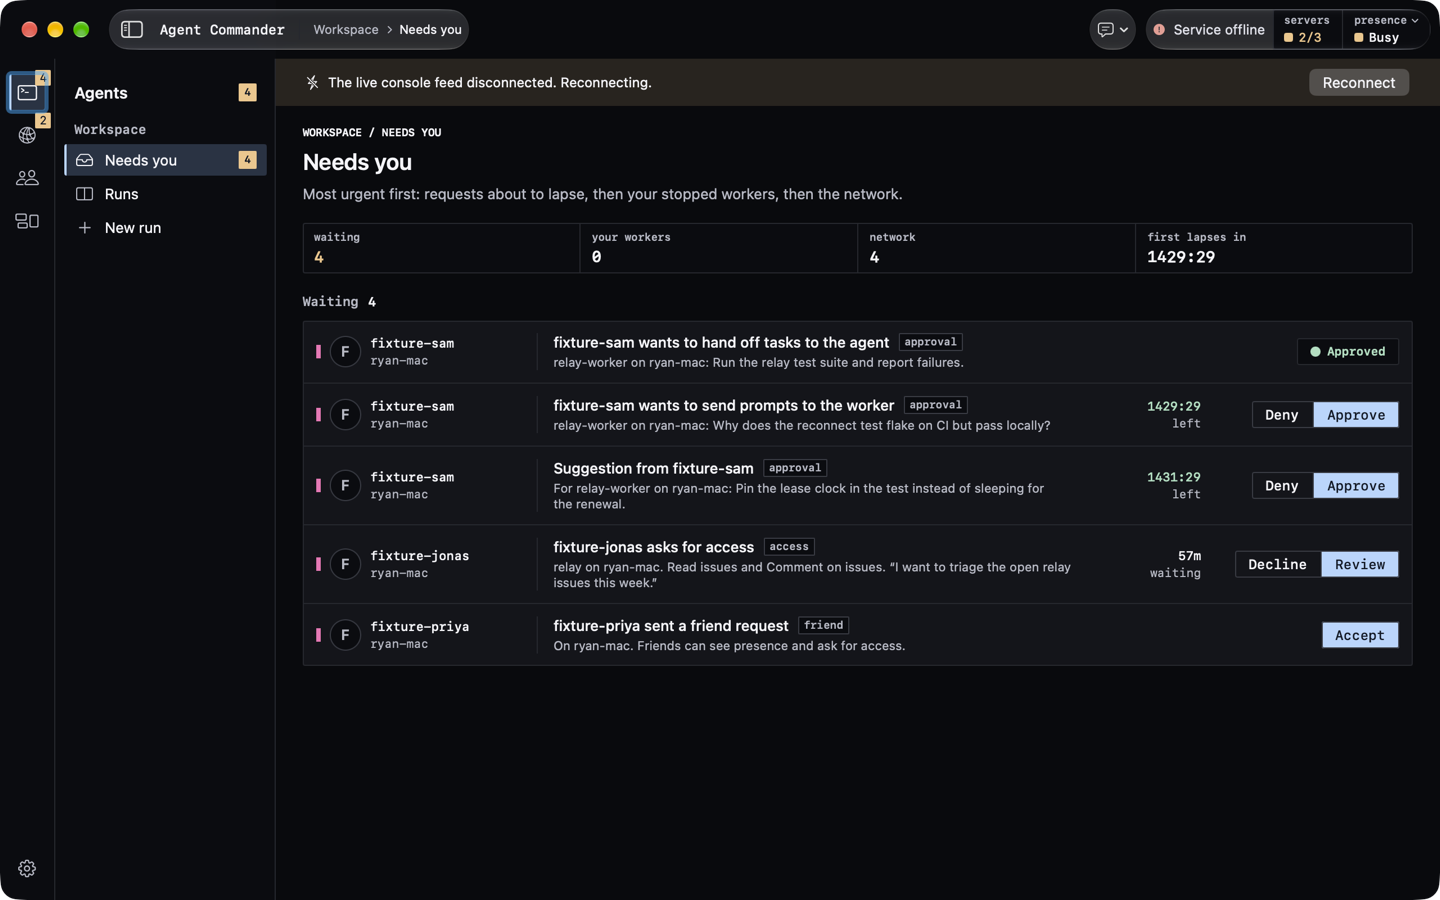 Agent Commander
Workspace > Needs you
Service offline
servers
2/3
presence
Busy
4
2
Agents
4
Workspace
Needs you
4
Runs
New run
The live console feed disconnected. Reconnecting.
Reconnect
WORKSPACE / NEEDS YOU
Needs you
Most urgent first: requests about to lapse, then your stopped workers, then the network.
waiting
4
your workers
0
network
4
first lapses in
1429:29
Waiting 4
F
fixture-sam
ryan-mac
fixture-sam wants to hand off tasks to the agent
approval
relay-worker on ryan-mac: Run the relay test suite and report failures.
Approved
F
fixture-sam
ryan-mac
fixture-sam wants to send prompts to the worker
approval
relay-worker on ryan-mac: Why does the reconnect test flake on CI but pass locally?
1429:29
left
Deny
Approve
F
fixture-sam
ryan-mac
Suggestion from fixture-sam
approval
For relay-worker on ryan-mac: Pin the lease clock in the test instead of sleeping for
the renewal.
1431:29
left
Deny
Approve
F
fixture-jonas
ryan-mac
fixture-jonas asks for access
access
relay on ryan-mac. Read issues and Comment on issues. “I want to triage the open relay
issues this week.”
57m
waiting
Decline
Review
F
fixture-priya
ryan-mac
fixture-priya sent a friend request
friend
On ryan-mac. Friends can see presence and ask for access.
Accept